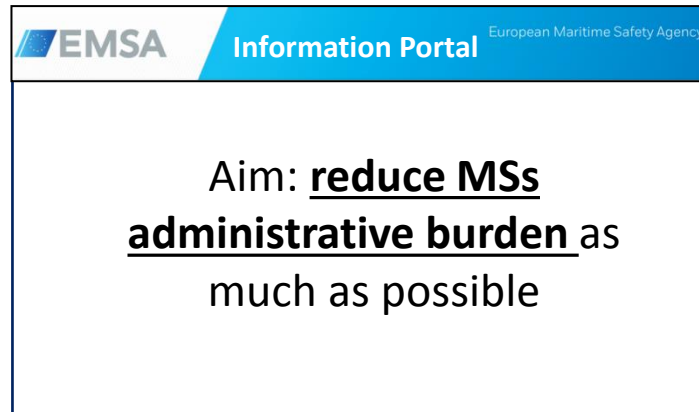 EMSA
Information Portal
European Maritime Safety Agency
Aim: reduce MSs
administrative burden as
much as possible